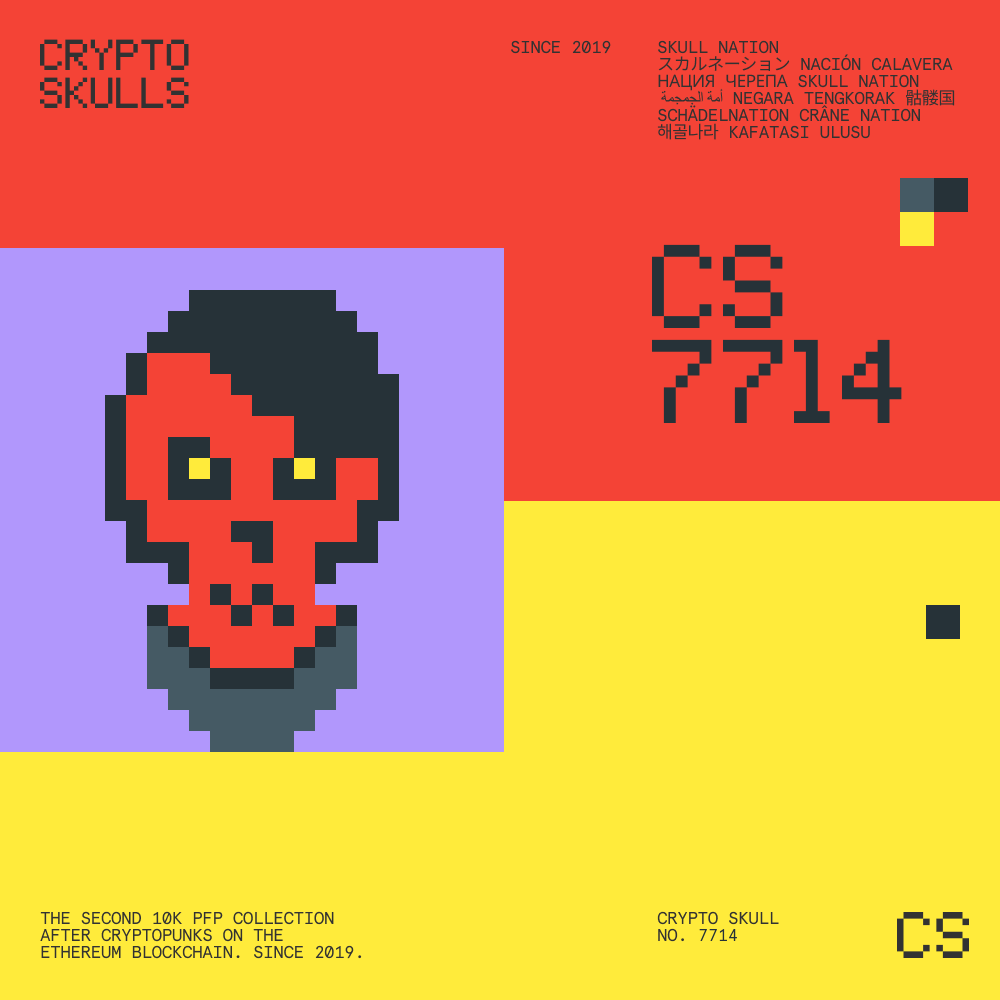 CRYPTO
SKULLS
SINCE 2019
SKULL NATION
スカルネーション NACIÓN CALAVERA
НАЦИЯ ЧЕРЕПА SKULL NATION
أمة الجمجمة NEGARA TENGKORAK 骷髅国
SCHÄDELNATION CRÂNE NATION
해골나라 KAFATASI ULUSU
CS
7714
THE SECOND 10K PFP COLLECTION
AFTER CRYPTOPUNKS ON THE
ETHEREUM BLOCKCHAIN. SINCE 2019.
CRYPTO SKULL
NO. 7714
CS